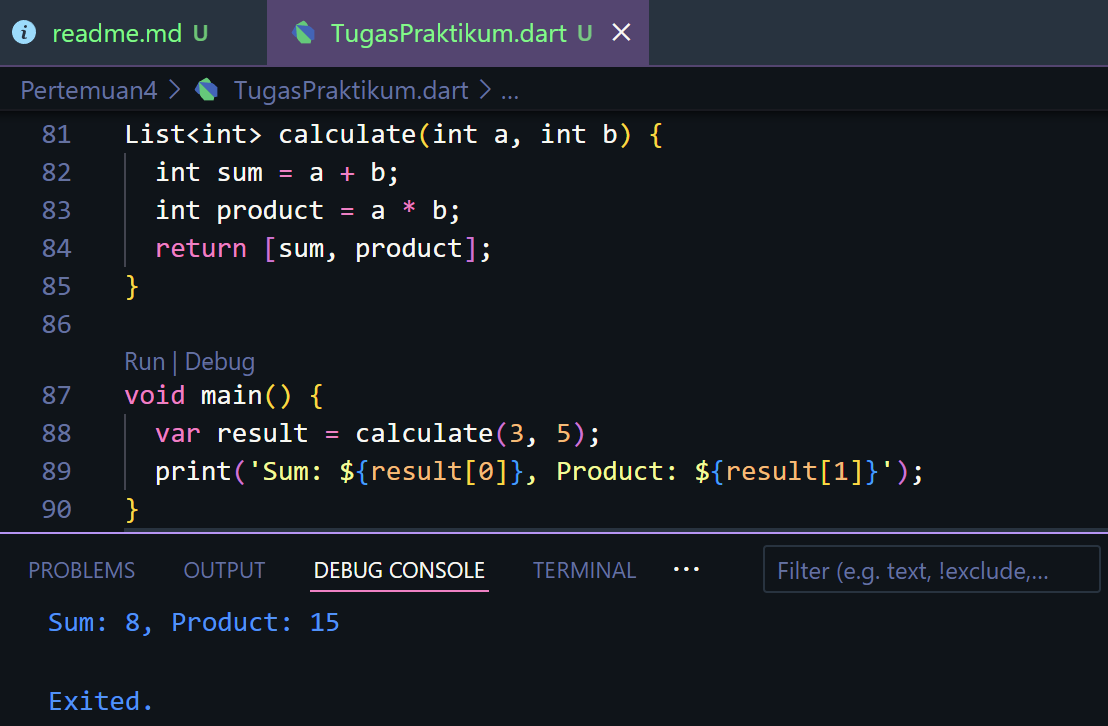 readme.md U TugasPraktikum.dart U
Pertemuan4 > TugasPraktikum.dart > ...
81 List<int> calculate(int a, int b) {
82 int sum = a + b;
83 int product = a * b;
84 return [sum, product];
85 }
86
Run | Debug
87 void main() {
88 var result = calculate(3, 5);
89 print('Sum: ${result[0]}, Product: ${result[1]}');
90 }
PROBLEMS OUTPUT DEBUG CONSOLE TERMINAL ··· Filter (e.g. text, !exclude,...
Sum: 8, Product: 15
Exited.